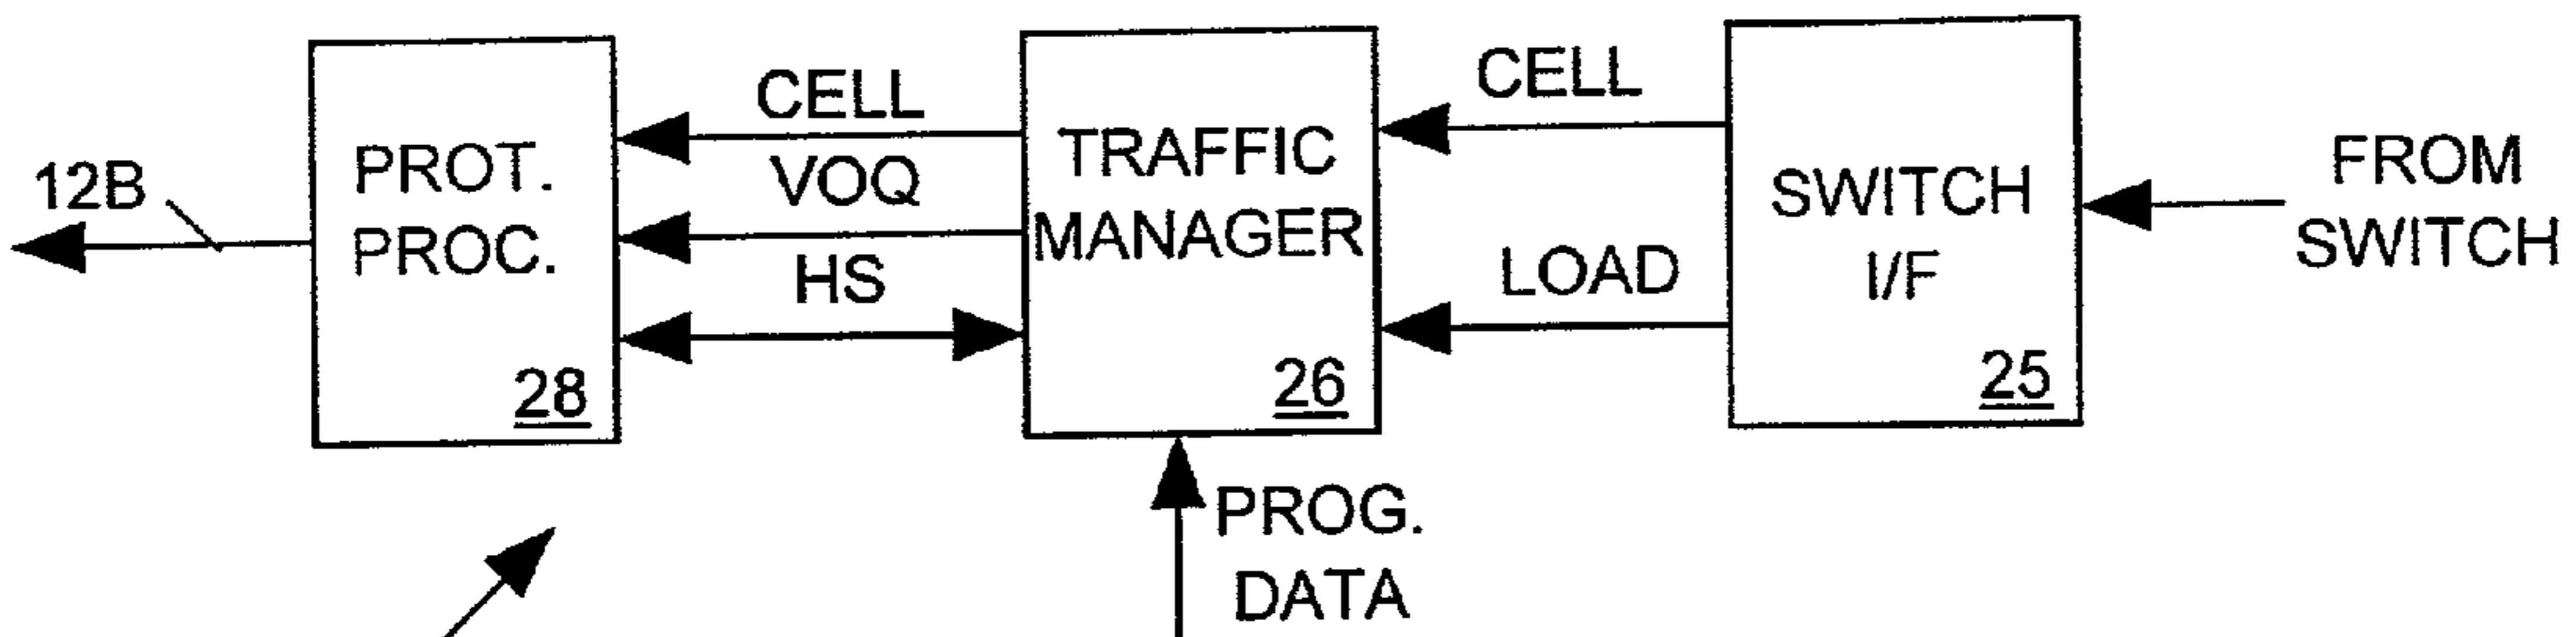 12B
PROT.
PROC.
28
CELL
VOQ
HS
TRAFFIC
MANAGER
26
CELL
LOAD
SWITCH
I/F
25
FROM
SWITCH
PROG.
DATA